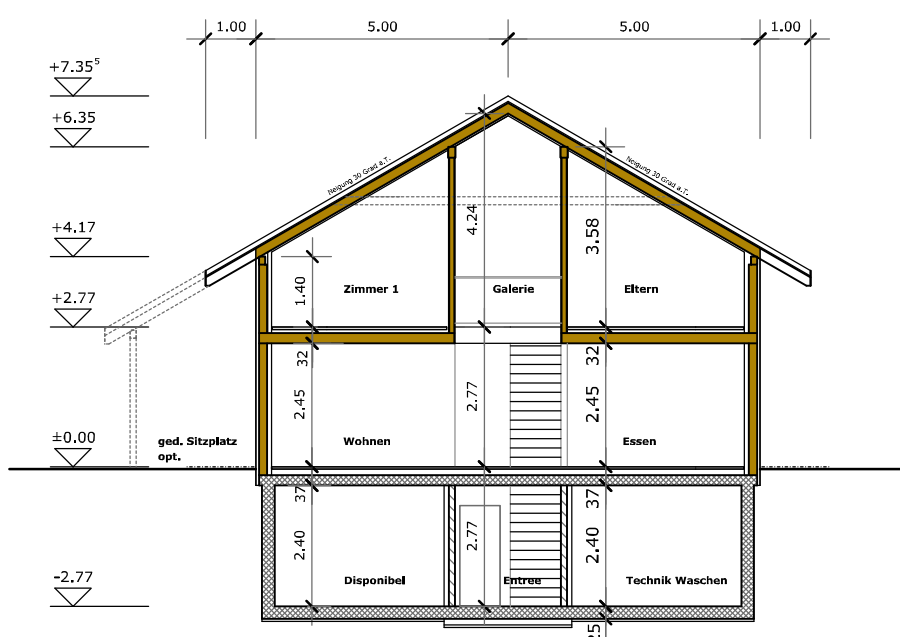 1.00 5.00 5.00 1.00
+7.35⁵
+6.35
Neigung 30 Grad a.T. Neigung 30 Grad a.T.
4.24 3.58
+4.17
1.40 Zimmer 1 Galerie Eltern
+2.77
32 32
2.45 2.77 2.45
±0.00 ged. Sitzplatz Wohnen Essen
opt.
37 37
2.40 2.77 2.40
-2.77 Disponibel Entree Technik Waschen